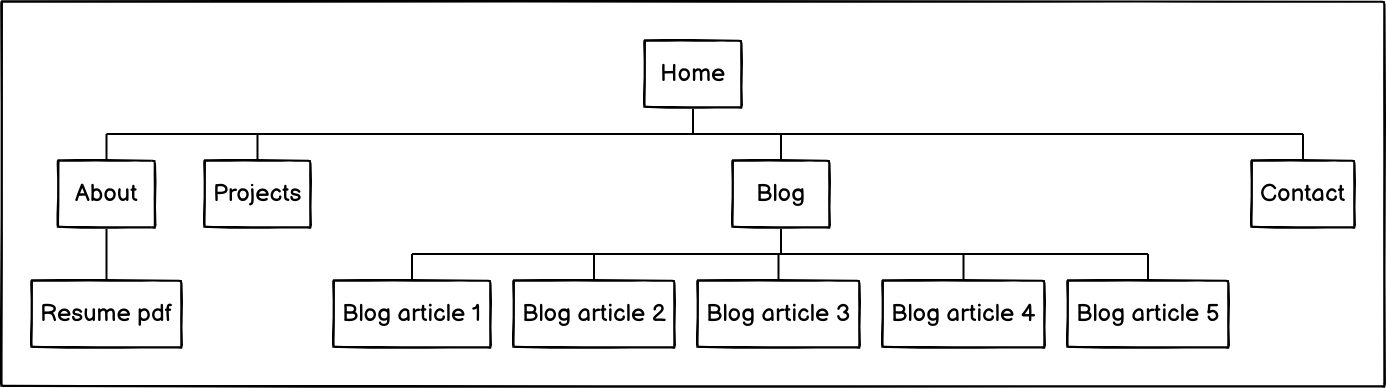 Home
About
Projects
Blog
Contact
Resume pdf
Blog article 1
Blog article 2
Blog article 3
Blog article 4
Blog article 5